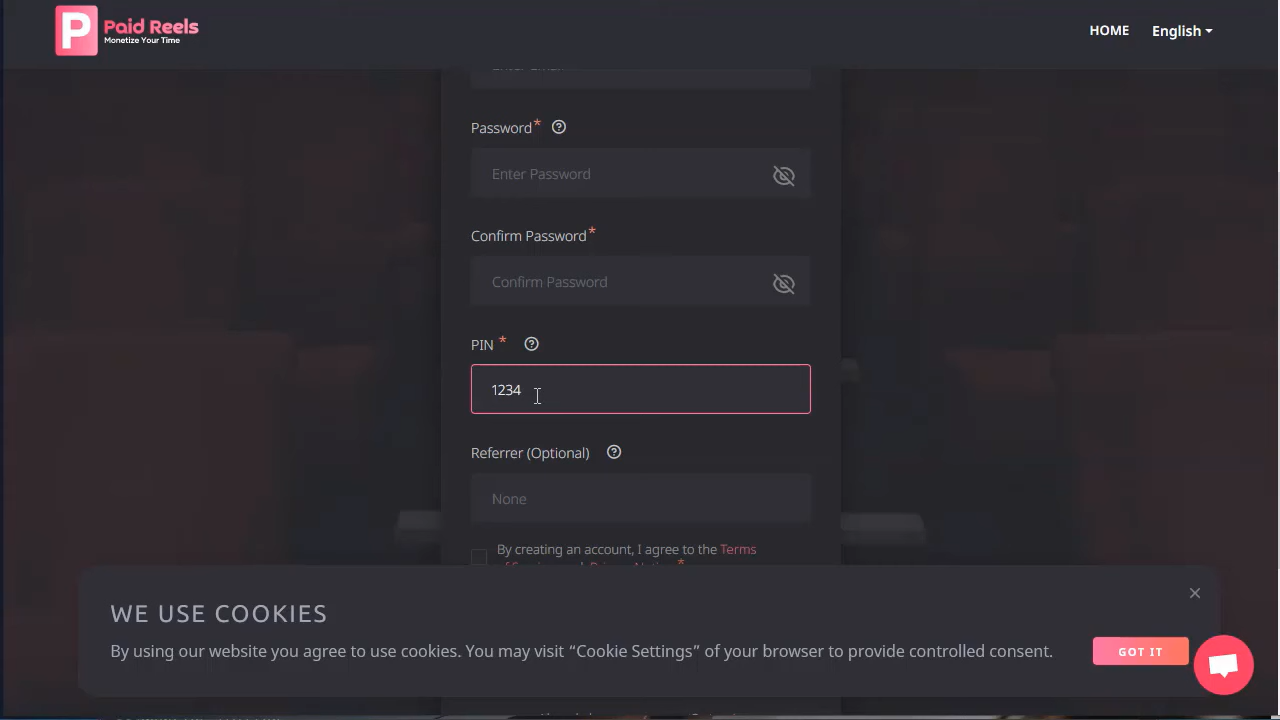 Paid Reels
Monetize Your Time
HOME
English
Password*
Enter Password
Confirm Password*
Confirm Password
PIN *
1234
Referrer (Optional)
None
By creating an account, I agree to the Terms
WE USE COOKIES
By using our website you agree to use cookies. You may visit “Cookie Settings” of your browser to provide controlled consent.
GOT IT